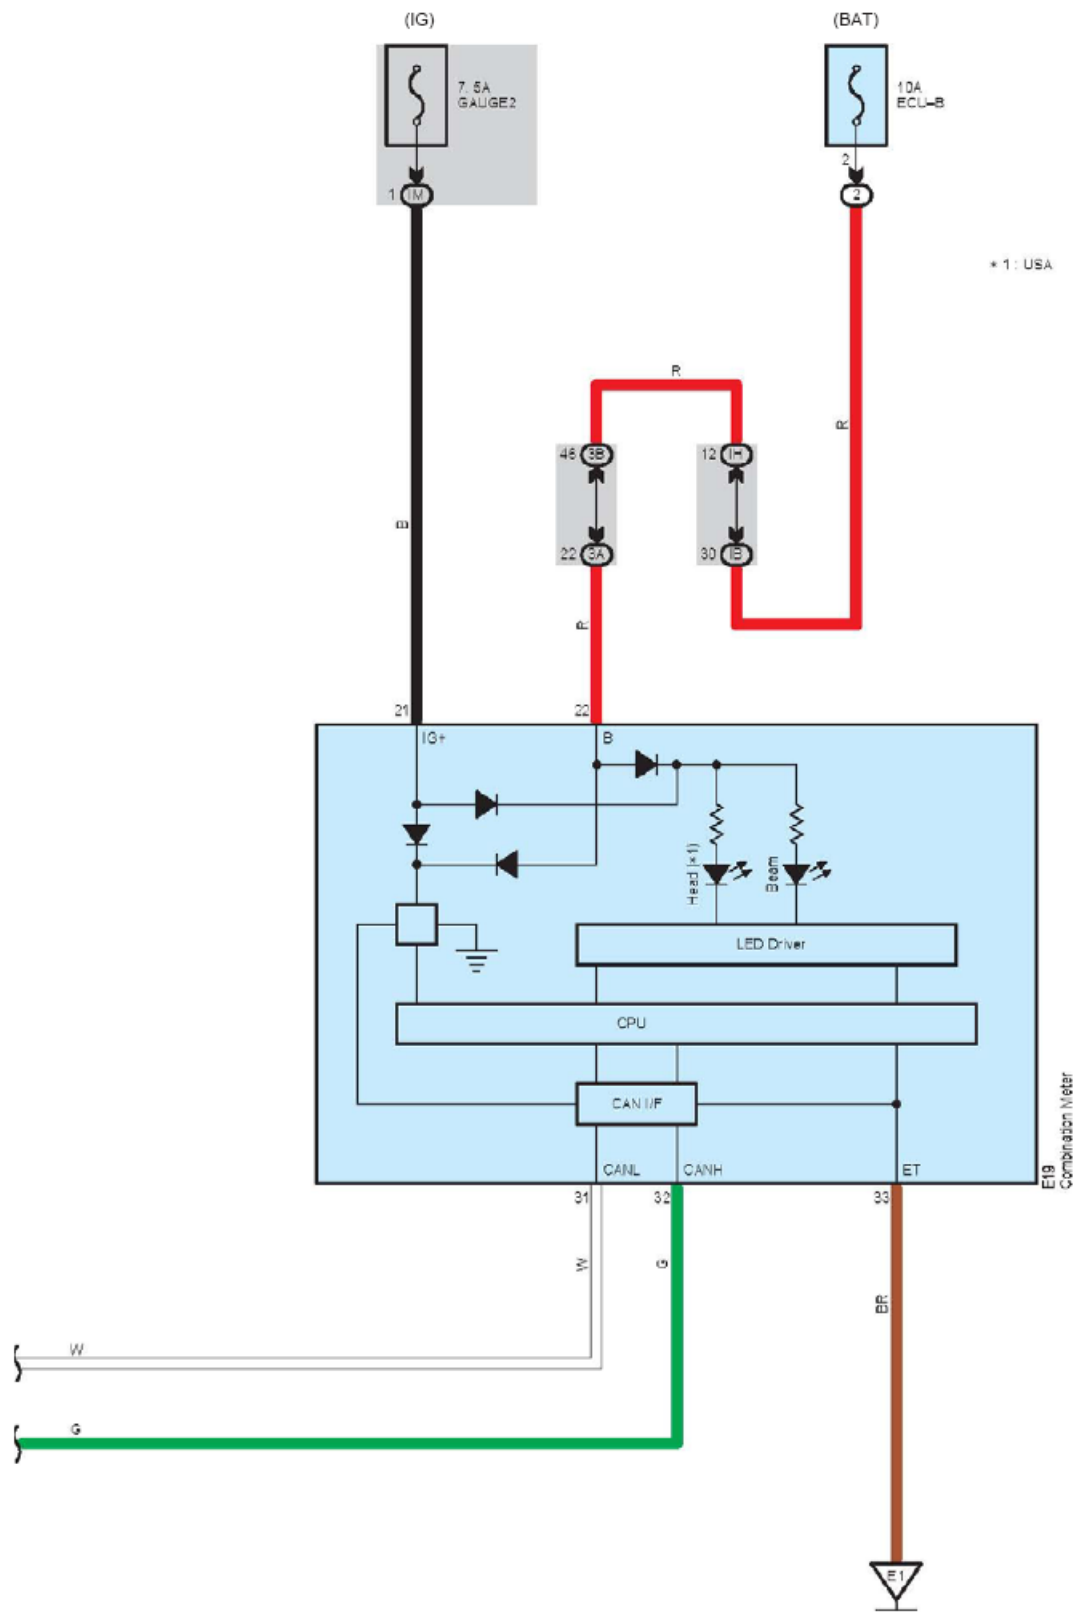 (IG)
(BAT)
7. 5A
GAUGE2
10A
ECU–B
2
1 IM
2
* 1 : USA
R
R
46 3B
12 IH
B
22 3A
30 IB
R
21
22
IG+
B
Head (*1)
Beam
LED Driver
CPU
CAN I/F
CANL
CANH
ET
E19
Combination Meter
31
32
33
W
G
BR
W
G
E1